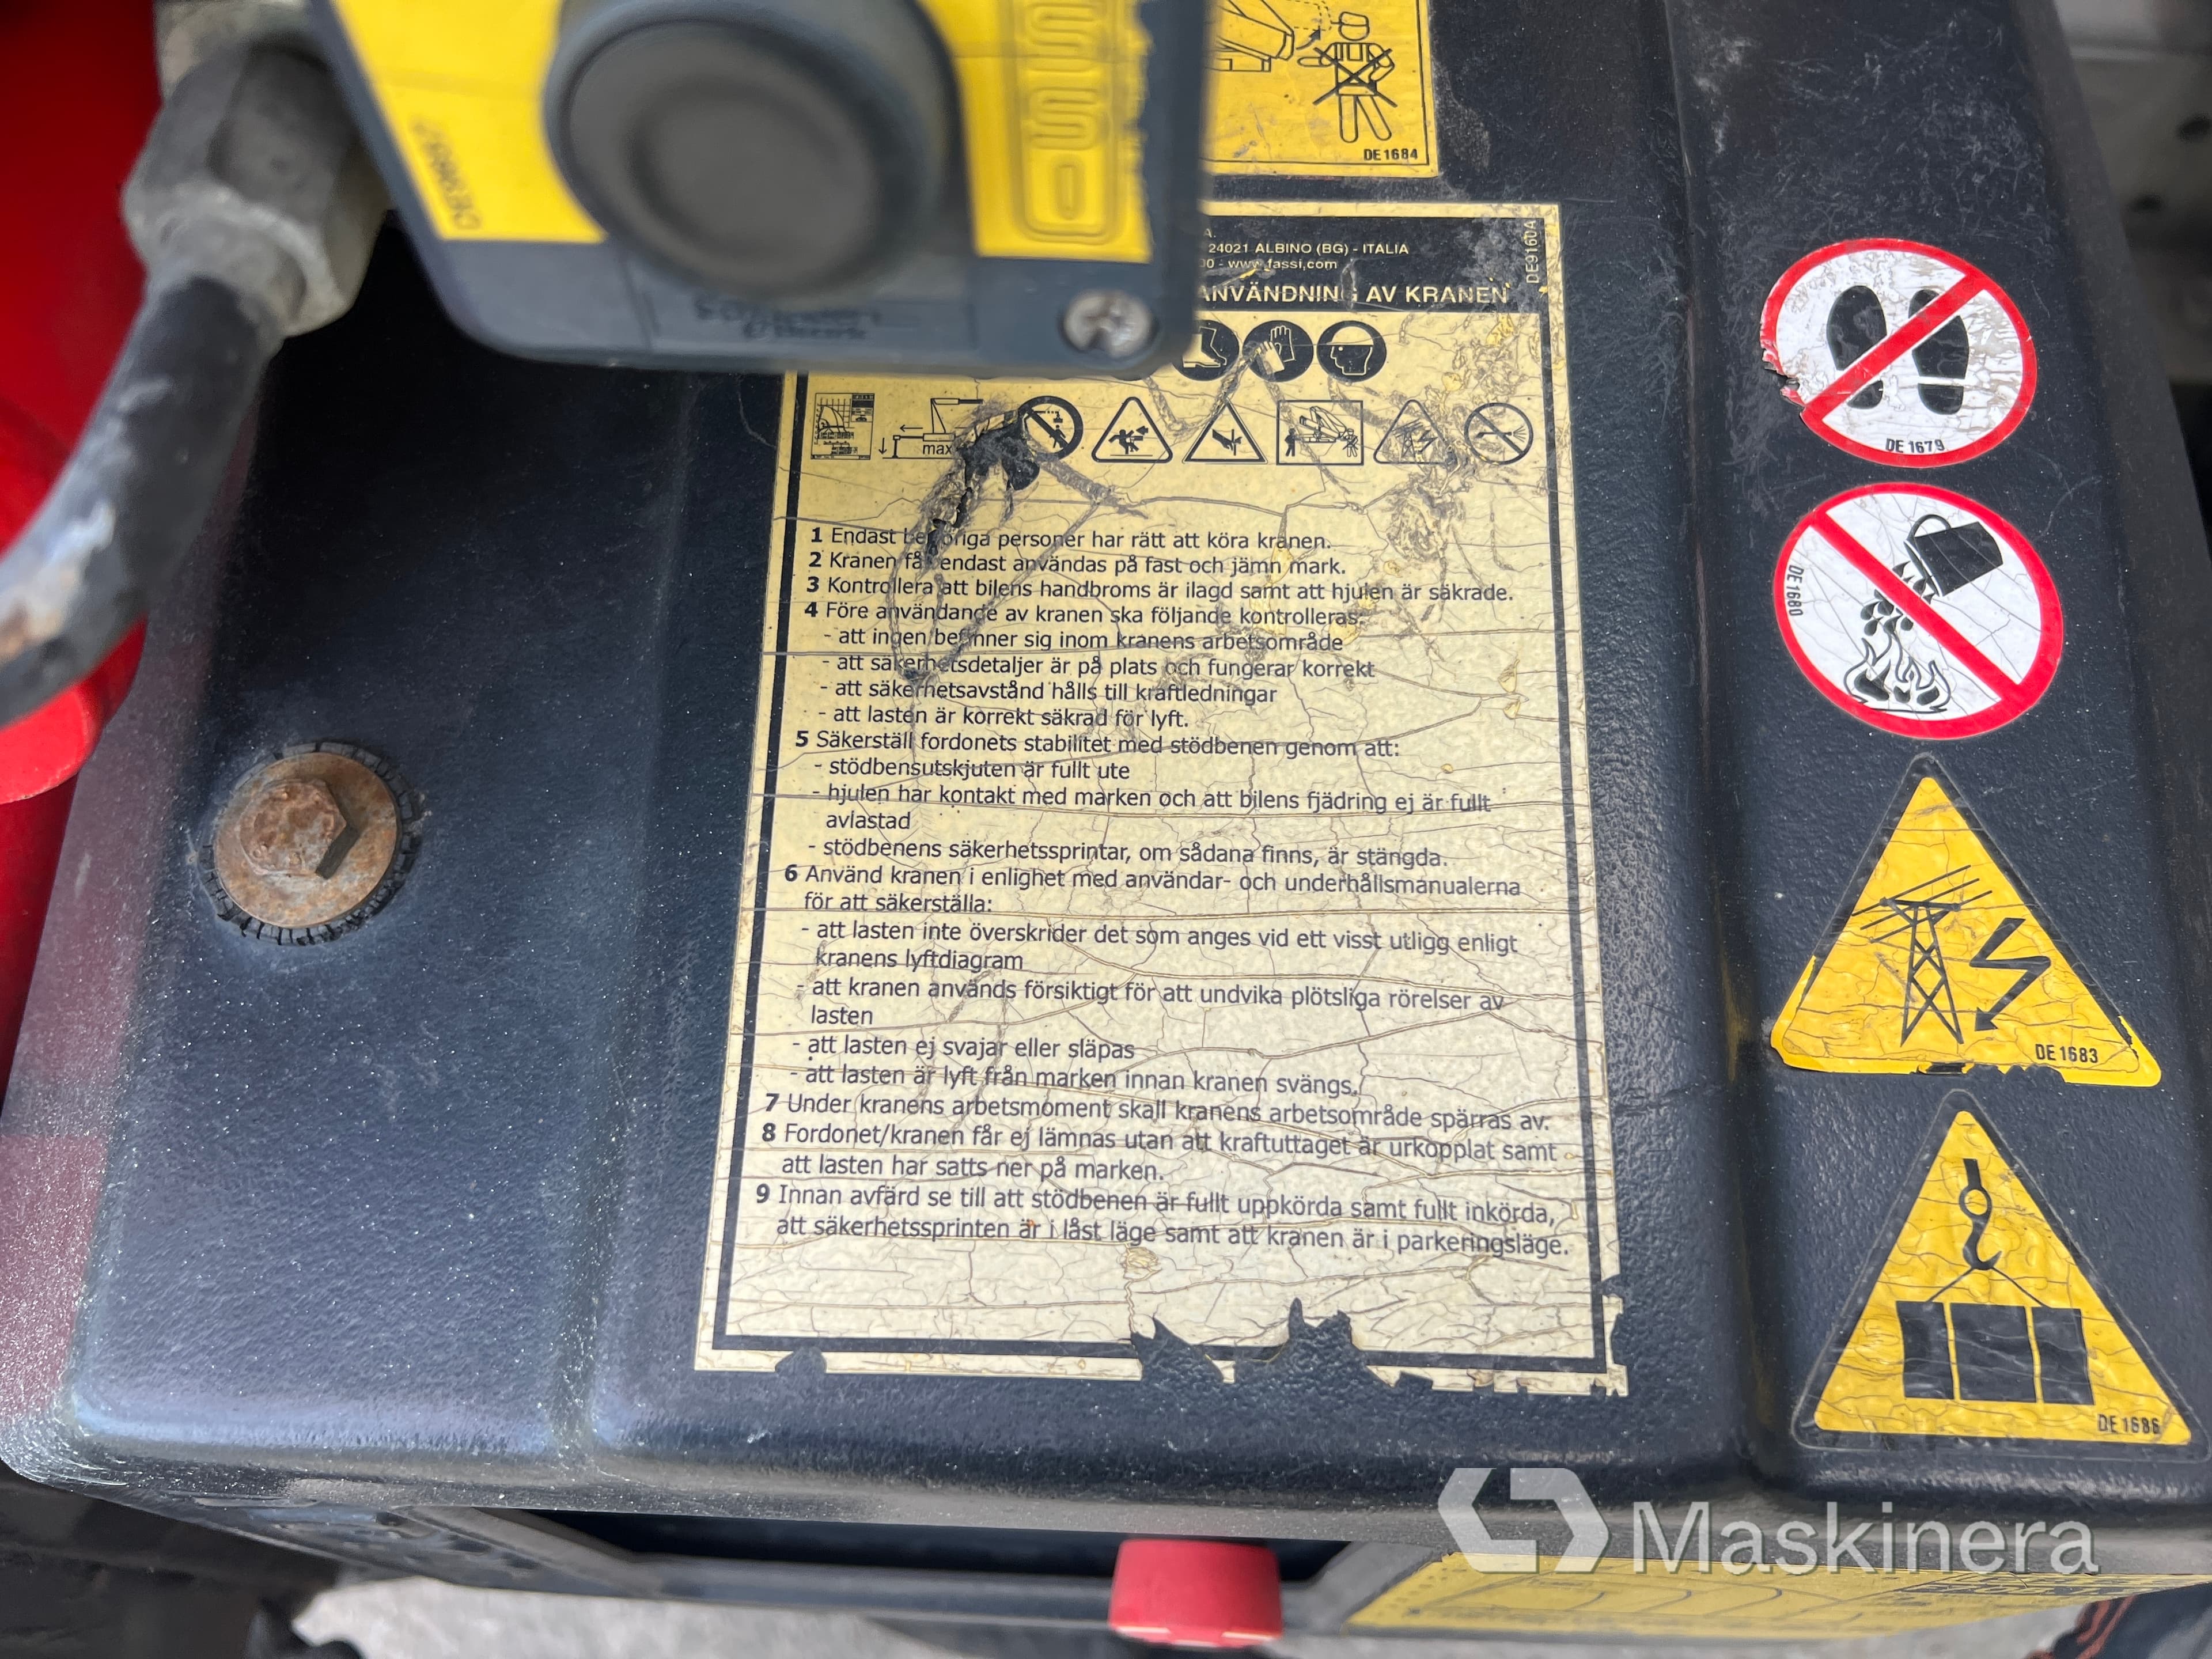 DE1684
24021 ALBINO (BG) - ITALIA
www.fassi.com
DE9160A
ANVÄNDNING AV KRANEN
max
1 Endast behöriga personer har rätt att köra kranen.
2 Kranen får endast användas på fast och jämn mark.
3 Kontrollera att bilens handbroms är ilagd samt att hjulen är säkrade.
4 Före användande av kranen ska följande kontrolleras:
- att ingen befinner sig inom kranens arbetsområde
- att säkerhetsdetaljer är på plats och fungerar korrekt
- att säkerhetsavstånd hålls till kraftledningar
- att lasten är korrekt säkrad för lyft.
5 Säkerställ fordonets stabilitet med stödbenen genom att:
- stödbensutskjuten är fullt ute
- hjulen har kontakt med marken och att bilens fjädring ej är fullt
avlastad
- stödbenens säkerhetssprintar, om sådana finns, är stängda.
6 Använd kranen i enlighet med användar- och underhållsmanualerna
för att säkerställa:
- att lasten inte överskrider det som anges vid ett visst utligg enligt
kranens lyftdiagram
- att kranen används försiktigt för att undvika plötsliga rörelser av
lasten
- att lasten ej svajar eller släpas
- att lasten är lyft från marken innan kranen svängs.
7 Under kranens arbetsmoment skall kranens arbetsområde spärras av.
8 Fordonet/kranen får ej lämnas utan att kraftuttaget är urkopplat samt
att lasten har satts ner på marken.
9 Innan avfärd se till att stödbenen är fullt uppkörda samt fullt inkörda,
att säkerhetssprinten är i låst läge samt att kranen är i parkeringsläge.
DE 1679
DE1680
DE 1683
DE 1686
Maskinera